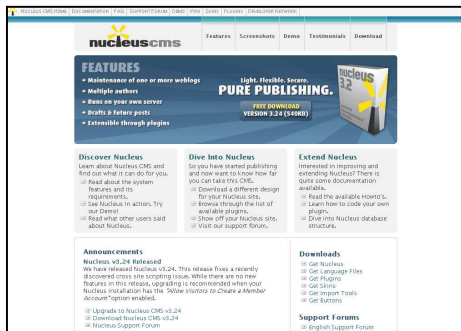 NUCLEUS CMS HOME DOCUMENTATION FAQ SUPPORT FORUM DEMO WIKI SKINS PLUGINS DEVELOPER NETWORK
nucleuscms
Features Screenshots Demo Testimonials Download
FEATURES
Maintenance of one or more weblogs
Multiple authors
Runs on your own server
Drafts & future posts
Extensible through plugins
Light. Flexible. Secure.
PURE PUBLISHING.
FREE DOWNLOAD
VERSION 3.24 (540KB)
nucleus
3.2
Discover Nucleus
Learn about Nucleus CMS and
find out what it can do for you.
Read about the system
features and its
requirements.
See Nucleus in action. Try
our Demo!
Read what other users said
about Nucleus.
Dive Into Nucleus
So you have started publishing
and now want to know how far
you can take this CMS.
Download a different design
for your Nucleus site.
Browse through the list of
available plugins.
Show off your Nucleus site.
Visit our support forum.
Extend Nucleus
Interested in improving and
extending Nucleus? There is
quite some documentation
available.
Read the available Howto's.
Learn how to code your own
plugin.
Dive into Nucleus database
structure.
Announcements
Nucleus v3.24 Released
We have released Nucleus v3.24. This release fixes a recently
discovered cross site scripting issue. While there are no new
features in this release, upgrading is recommended when your
Nucleus installation has the "Allow Visitors to Create a Member
Account" option enabled.
Upgrade to Nucleus CMS v3.24
Download Nucleus CMS v3.24
Nucleus Support Forum
Downloads
Get Nucleus
Get Language Files
Get Plugins
Get Skins
Get Import Tools
Get Buttons
Support Forums
English Support Forum